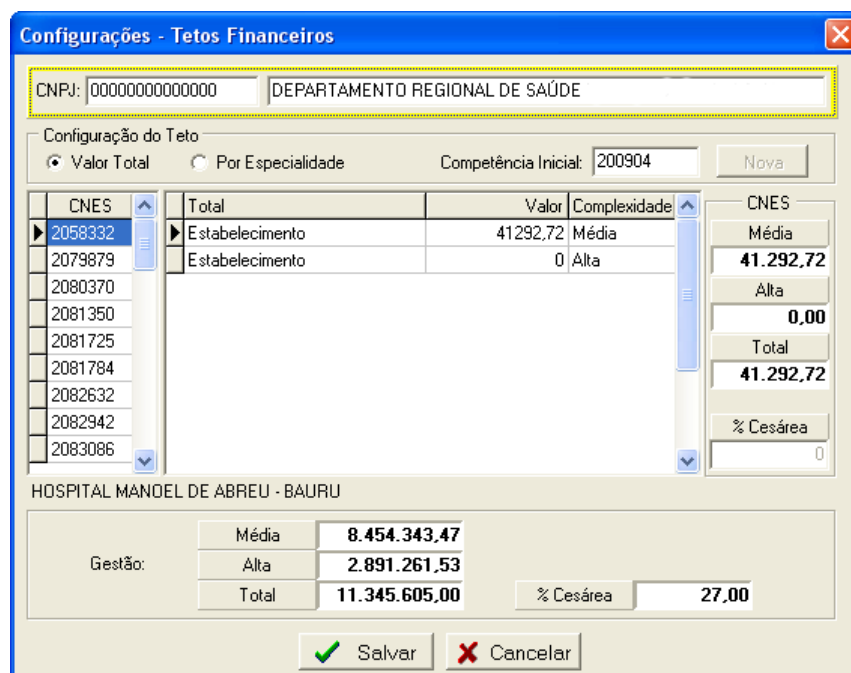 Configurações - Tetos Financeiros
CNPJ: 00000000000000 DEPARTAMENTO REGIONAL DE SAÚDE
Configuração do Teto
Valor Total Por Especialidade Competência Inicial: 200904 Nova
CNES Total Valor Complexidade CNES
2058332 Estabelecimento 41292,72 Média Média
2079879 Estabelecimento 0 Alta 41.292,72
2080370 Alta
2081350 0,00
2081725 Total
2081784 41.292,72
2082632
2082942 % Cesárea
2083086 0
HOSPITAL MANOEL DE ABREU - BAURU
Média 8.454.343,47
Gestão: Alta 2.891.261,53
Total 11.345.605,00 % Cesárea 27,00
Salvar Cancelar